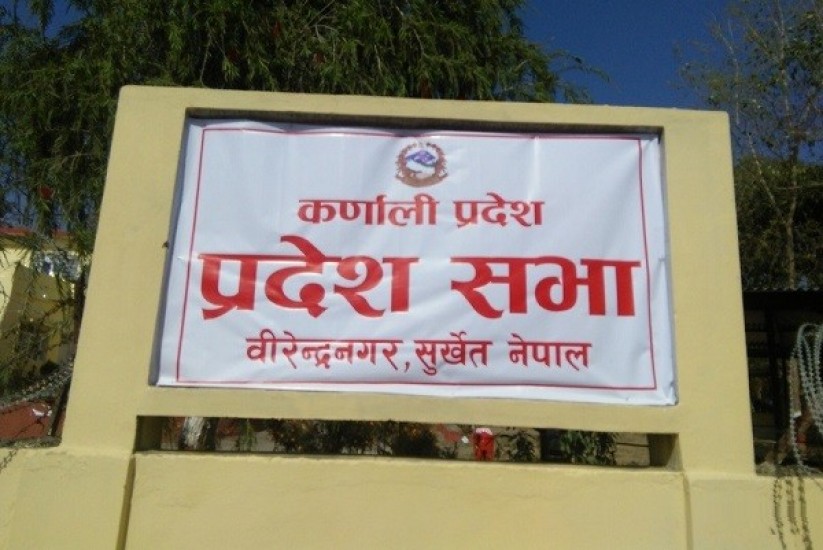 कर्णाली प्रदेश
प्रदेश सभा
वीरेन्द्रनगर, सुर्खेत नेपाल